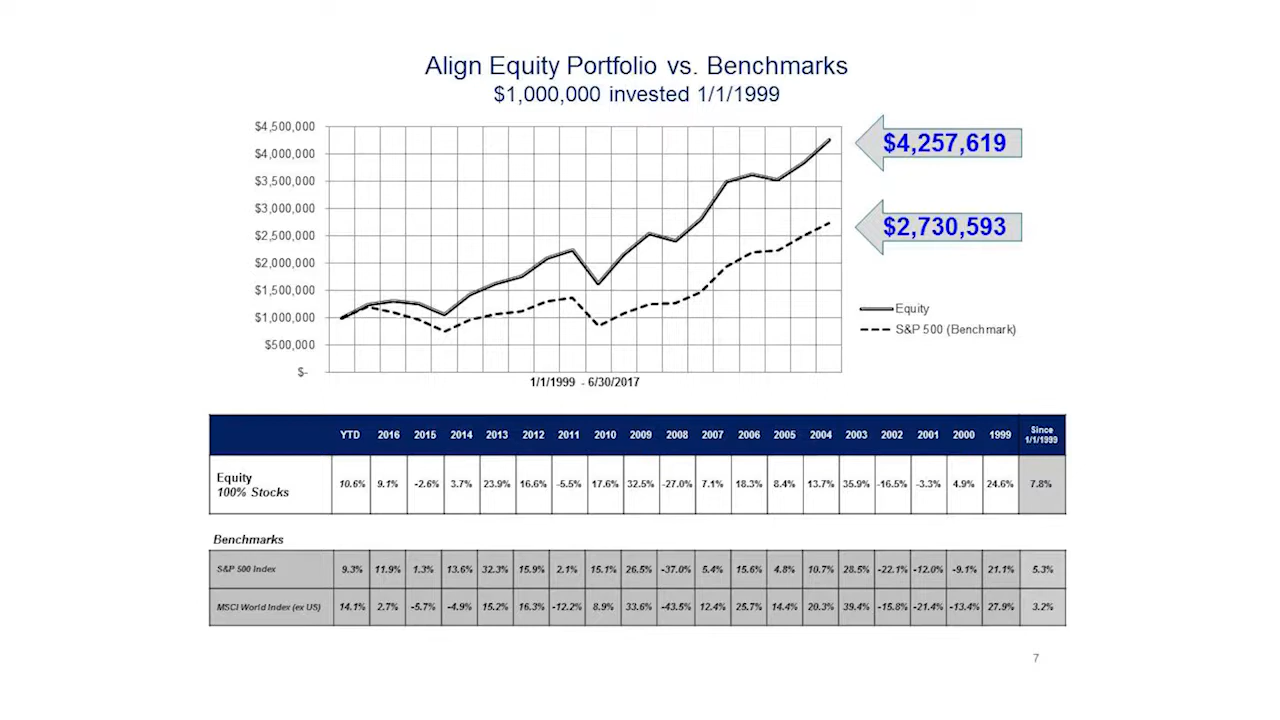 Align Equity Portfolio vs. Benchmarks
$1,000,000 invested 1/1/1999
$4,500,000
$4,000,000
$3,500,000
$3,000,000
$2,500,000
$2,000,000
$1,500,000
$1,000,000
$500,000
$-
1/1/1999 - 6/30/2017
$4,257,619
$2,730,593
Equity
S&P 500 (Benchmark)
YTD 2016 2015 2014 2013 2012 2011 2010 2009 2008 2007 2006 2005 2004 2003 2002 2001 2000 1999 Since 1/1/1999
Equity
100% Stocks
10.6% 9.1% -2.6% 3.7% 23.9% 16.6% -5.5% 17.6% 32.5% -27.0% 7.1% 18.3% 8.4% 13.7% 35.9% -16.5% -3.3% 4.9% 24.6% 7.8%
Benchmarks
S&P 500 Index 9.3% 11.9% 1.3% 13.6% 32.3% 15.9% 2.1% 15.1% 26.5% -37.0% 5.4% 15.6% 4.8% 10.7% 28.5% -22.1% -12.0% -9.1% 21.1% 5.3%
MSCI World Index (ex US) 14.1% 2.7% -5.7% -4.9% 15.2% 16.3% -12.2% 8.9% 33.6% -43.5% 12.4% 25.7% 14.4% 20.3% 39.4% -15.8% -21.4% -13.4% 27.9% 3.2%
7